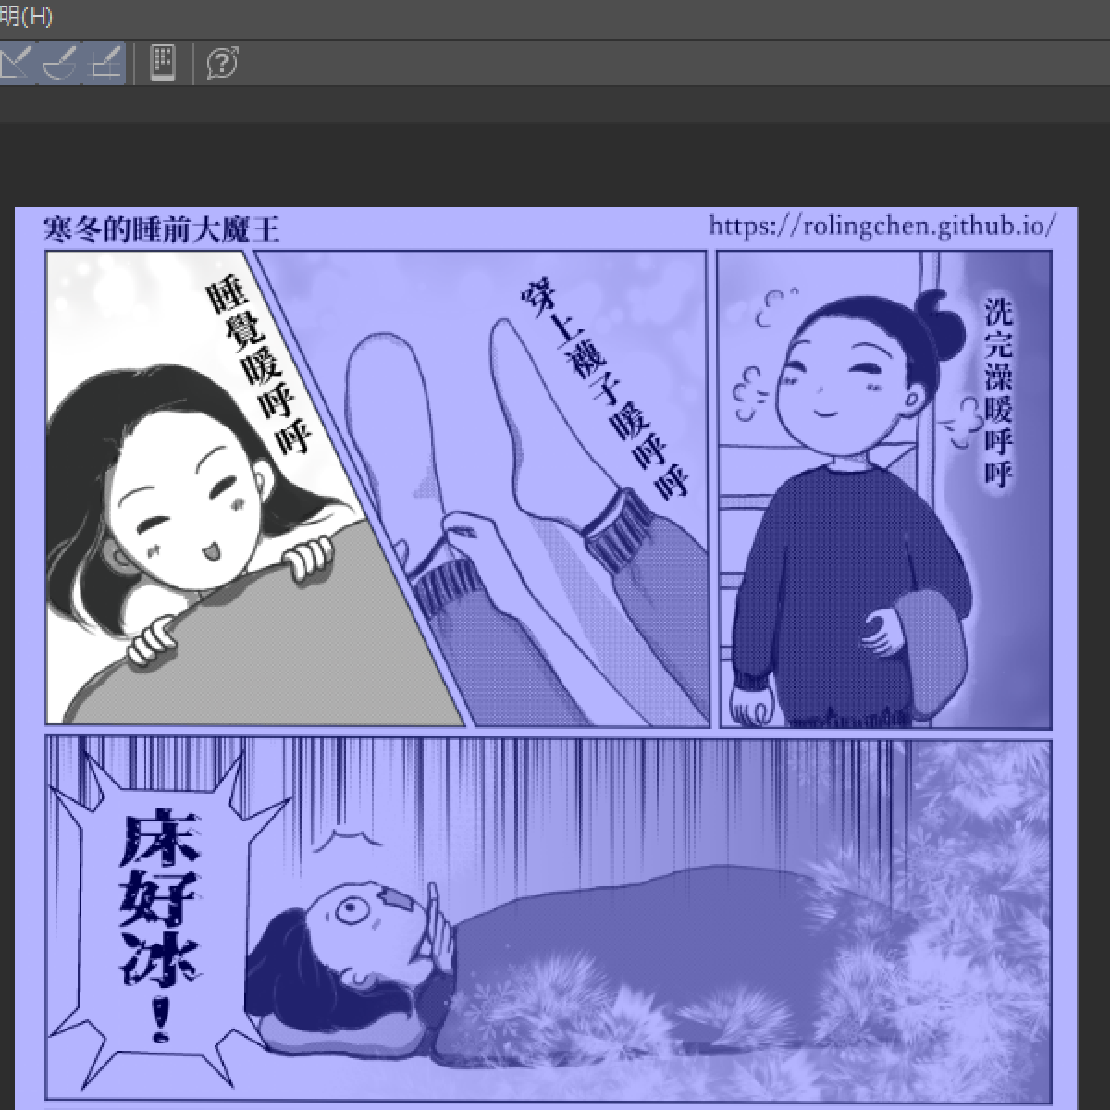 明(H)
寒冬的睡前大魔王
https://rolingchen.github.io/
洗完澡暖呼呼
穿上襪子暖呼呼
睡覺暖呼呼
床好冰！